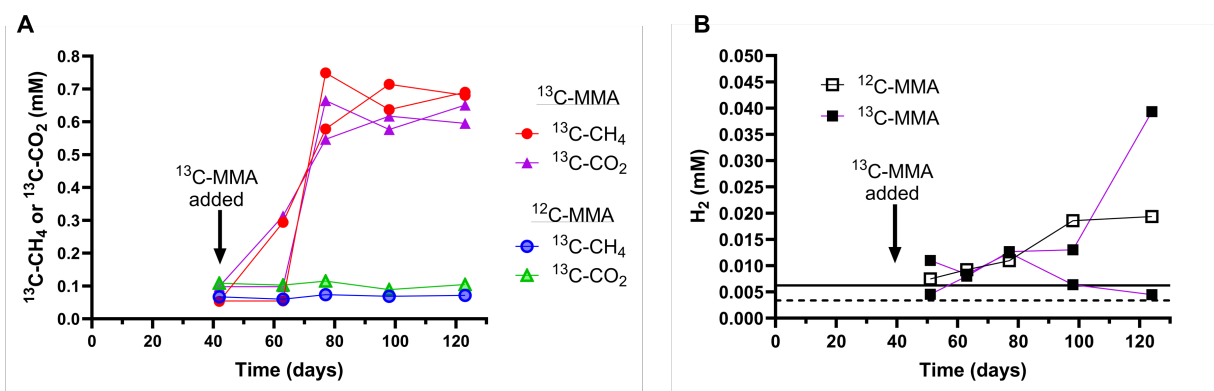 A
¹³C-CH₄ or ¹³C-CO₂ (mM)
0.8
0.7
0.6
0.5
0.4
0.3
0.2
0.1
0.0
¹³C-MMA
added
0
20
40
60
80
100
120
Time (days)
¹³C-MMA
¹³C-CH₄
¹³C-CO₂
¹²C-MMA
¹³C-CH₄
¹³C-CO₂
B
H₂ (mM)
0.050
0.045
0.040
0.035
0.030
0.025
0.020
0.015
0.010
0.005
0.000
¹²C-MMA
¹³C-MMA
¹³C-MMA
added
0
20
40
60
80
100
120
Time (days)